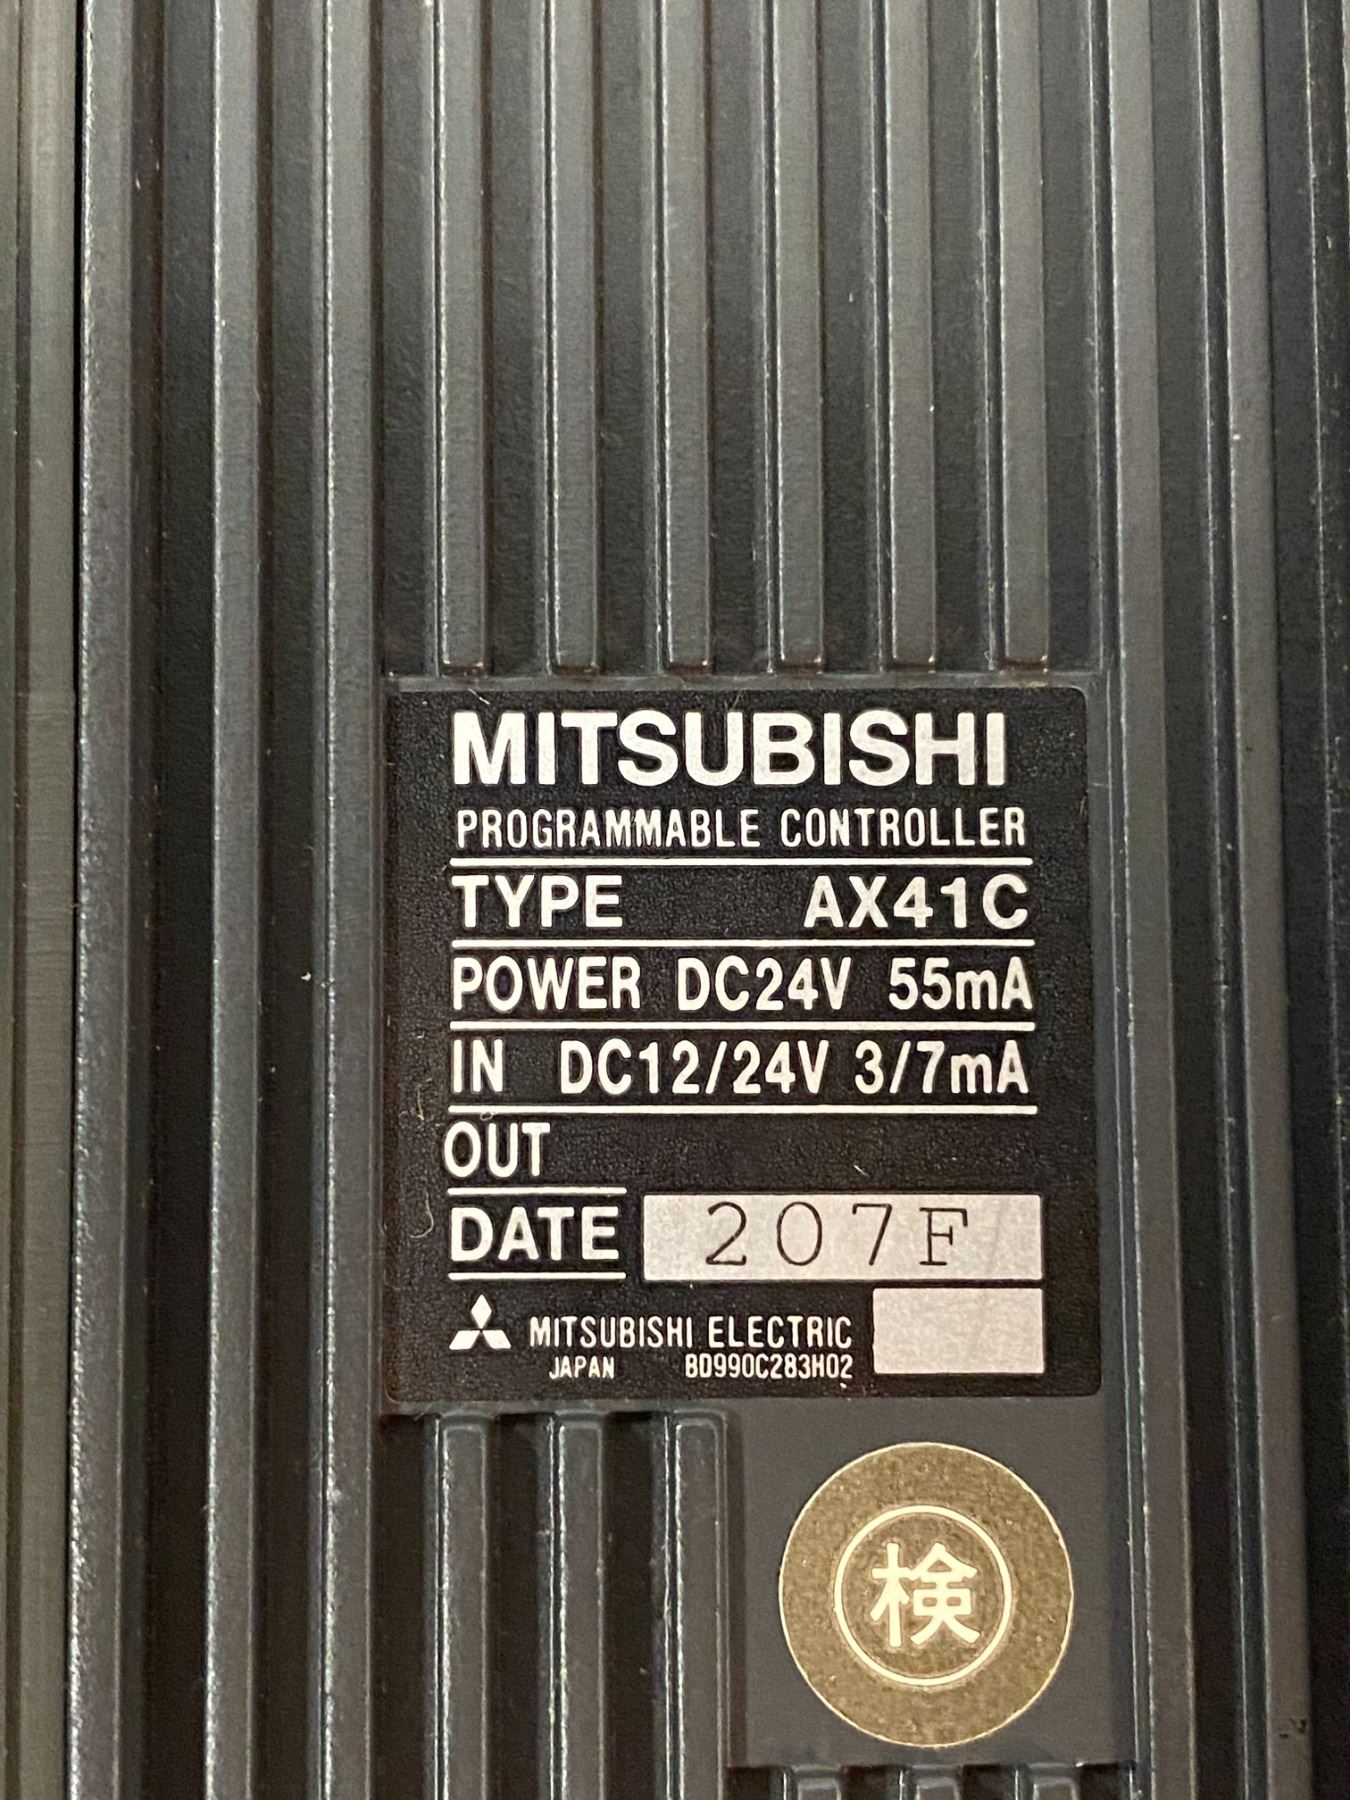 MITSUBISHI
PROGRAMMABLE CONTROLLER
TYPE AX41C
POWER DC24V 55mA
IN DC12/24V 3/7mA
OUT
DATE 207F
MITSUBISHI ELECTRIC
JAPAN BD990C283H02
検